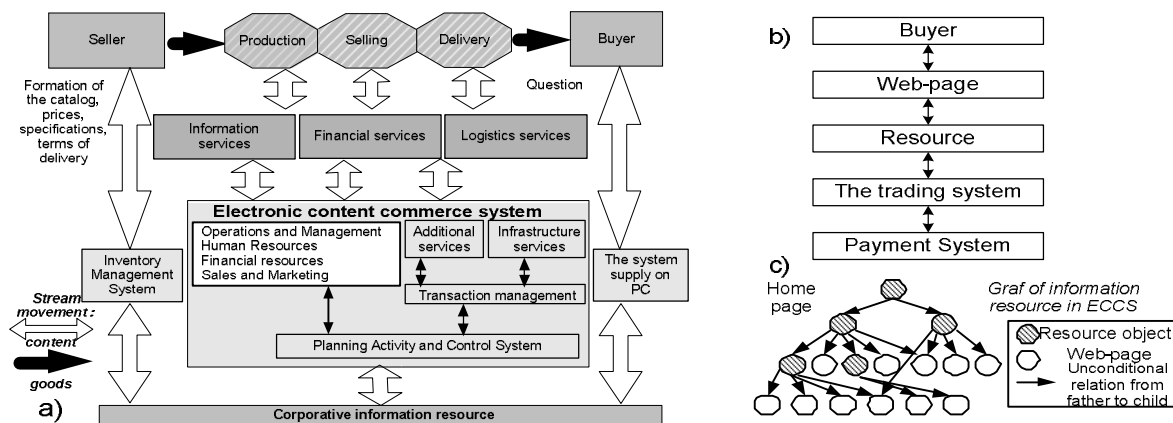 Seller
Production
Selling
Delivery
Buyer
Formation of
the catalog,
prices,
specifications,
terms of
delivery
Question
Information
services
Financial services
Logistics services
Electronic content commerce system
Operations and Management
Human Resources
Financial resources
Sales and Marketing
Additional
services
Infrastructure
services
Transaction management
Planning Activity and Control System
Inventory
Management
System
The system
supply on
PC
Stream
movement:
content
goods
a)
Corporative information resource
b)
Buyer
Web-page
Resource
The trading system
Payment System
c)
Home
page
Graf of information
resource in ECCS
Resource object
Web-page
Unconditional
relation from
father to child